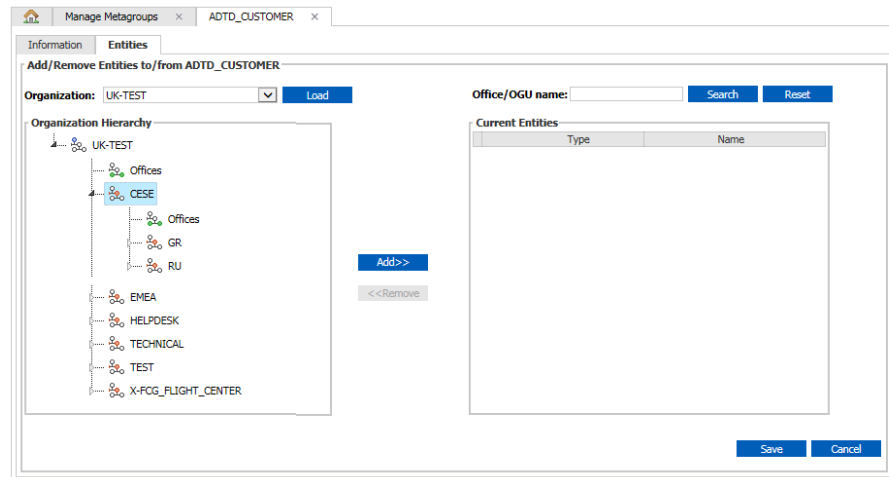 Manage Metagroups × ADTD_CUSTOMER ×
Information Entities
Add/Remove Entities to/from ADTD_CUSTOMER
Organization: UK-TEST Load Office/OGU name: Search Reset
Organization Hierarchy Current Entities
UK-TEST Type Name
Offices
CESE
Offices
GR
RU
Add>>
<<Remove
EMEA
HELPDESK
TECHNICAL
TEST
X-FCG_FLIGHT_CENTER
Save Cancel